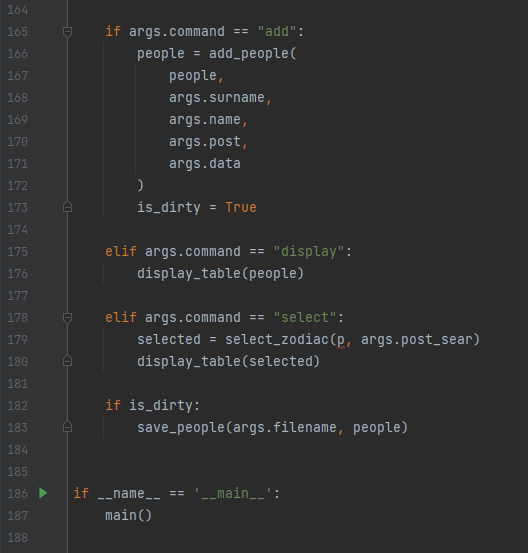 164
165 if args.command == "add":
166 people = add_people(
167 people,
168 args.surname,
169 args.name,
170 args.post,
171 args.data
172 )
173 is_dirty = True
174
175 elif args.command == "display":
176 display_table(people)
177
178 elif args.command == "select":
179 selected = select_zodiac(p, args.post_sear)
180 display_table(selected)
181
182 if is_dirty:
183 save_people(args.filename, people)
184
185
186 if __name__ == '__main__':
187 main()
188